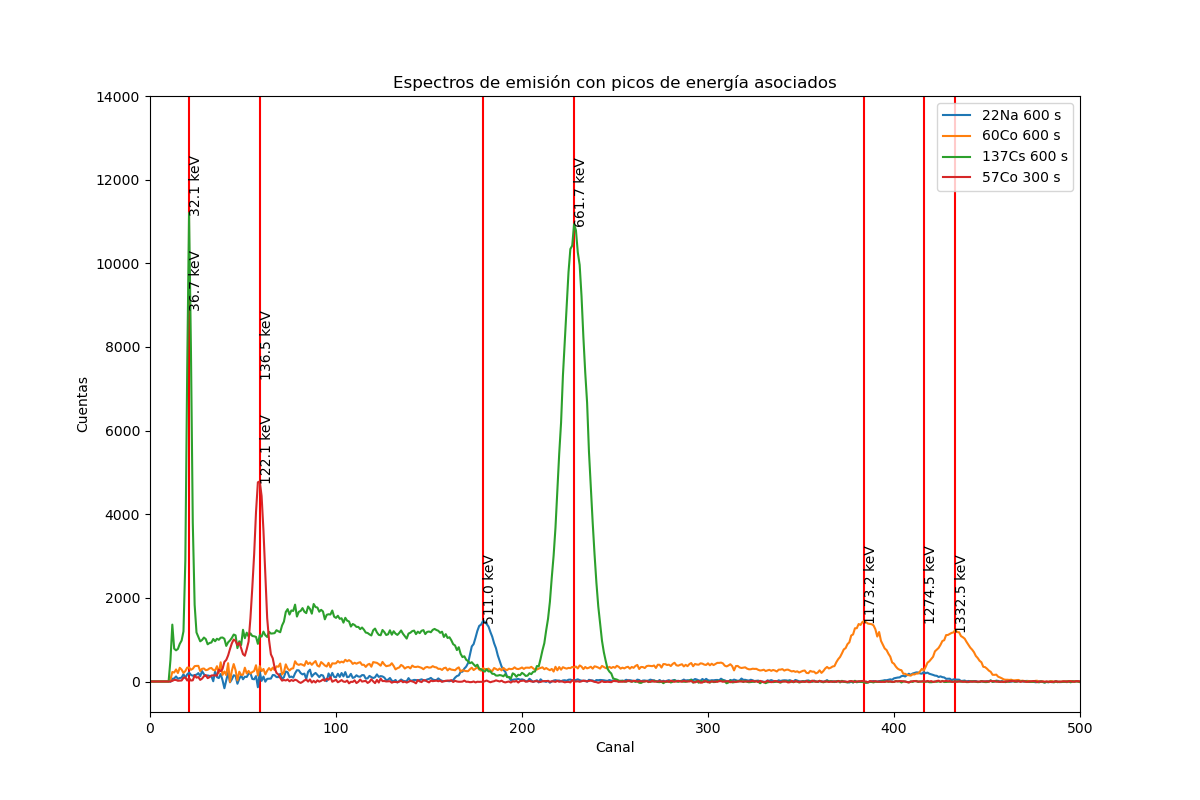 Espectros de emisión con picos de energía asociados
14000
12000
10000
8000
6000
4000
2000
0
Cuentas
32.1 keV
36.7 keV
136.5 keV
122.1 keV
511.0 keV
661.7 keV
1173.2 keV
1274.5 keV
1332.5 keV
22Na 600 s
60Co 600 s
137Cs 600 s
57Co 300 s
0
100
200
300
400
500
Canal